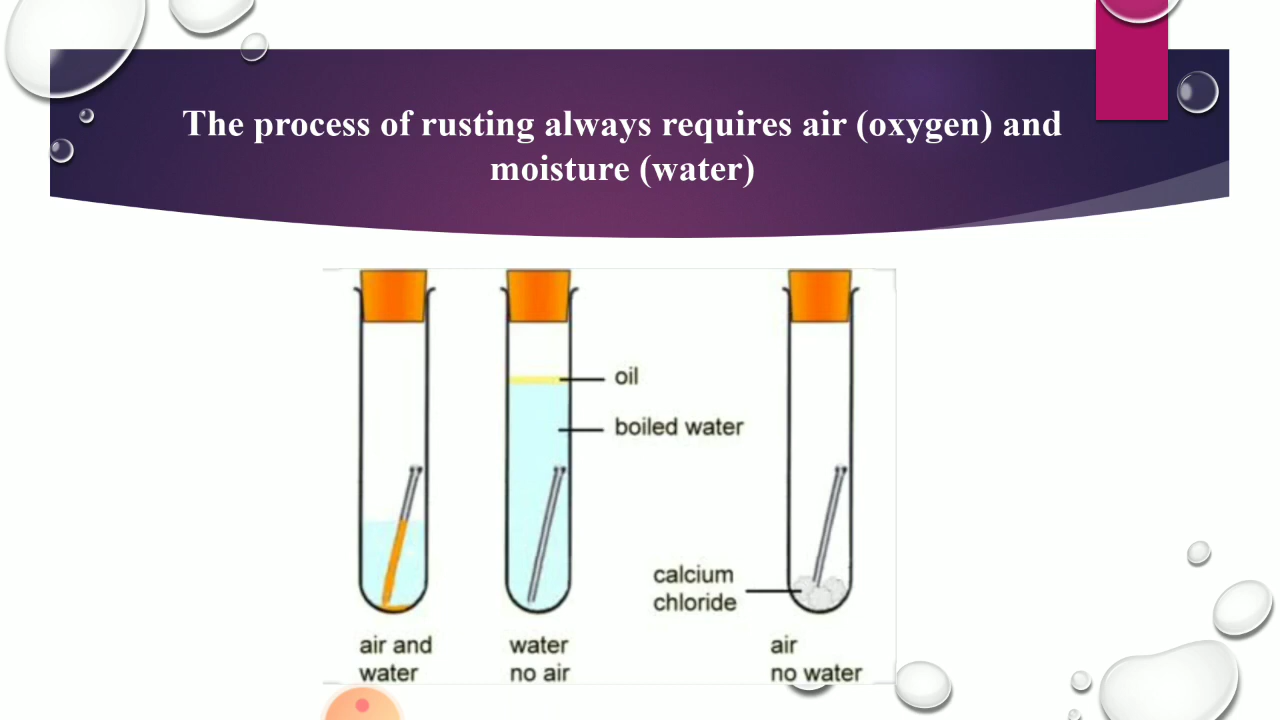 The process of rusting always requires air (oxygen) and
moisture (water)
oil
boiled water
calcium
chloride
air and
water
water
no air
air
no water